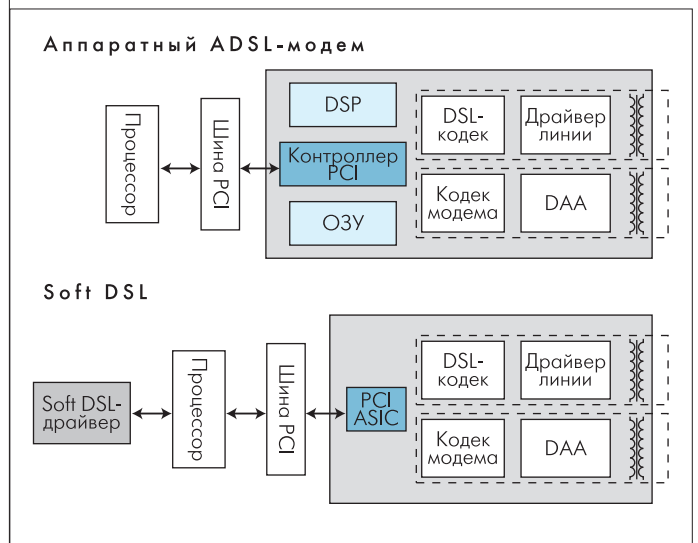 Аппаратный ADSL-модем
Процессор
Шина PCI
DSP
Контроллер
PCI
ОЗУ
DSL-
кодек
Драйвер
линии
Кодек
модема
DAA
Soft DSL
Soft DSL-
драйвер
Процессор
Шина PCI
PCI
ASIC
DSL-
кодек
Драйвер
линии
Кодек
модема
DAA